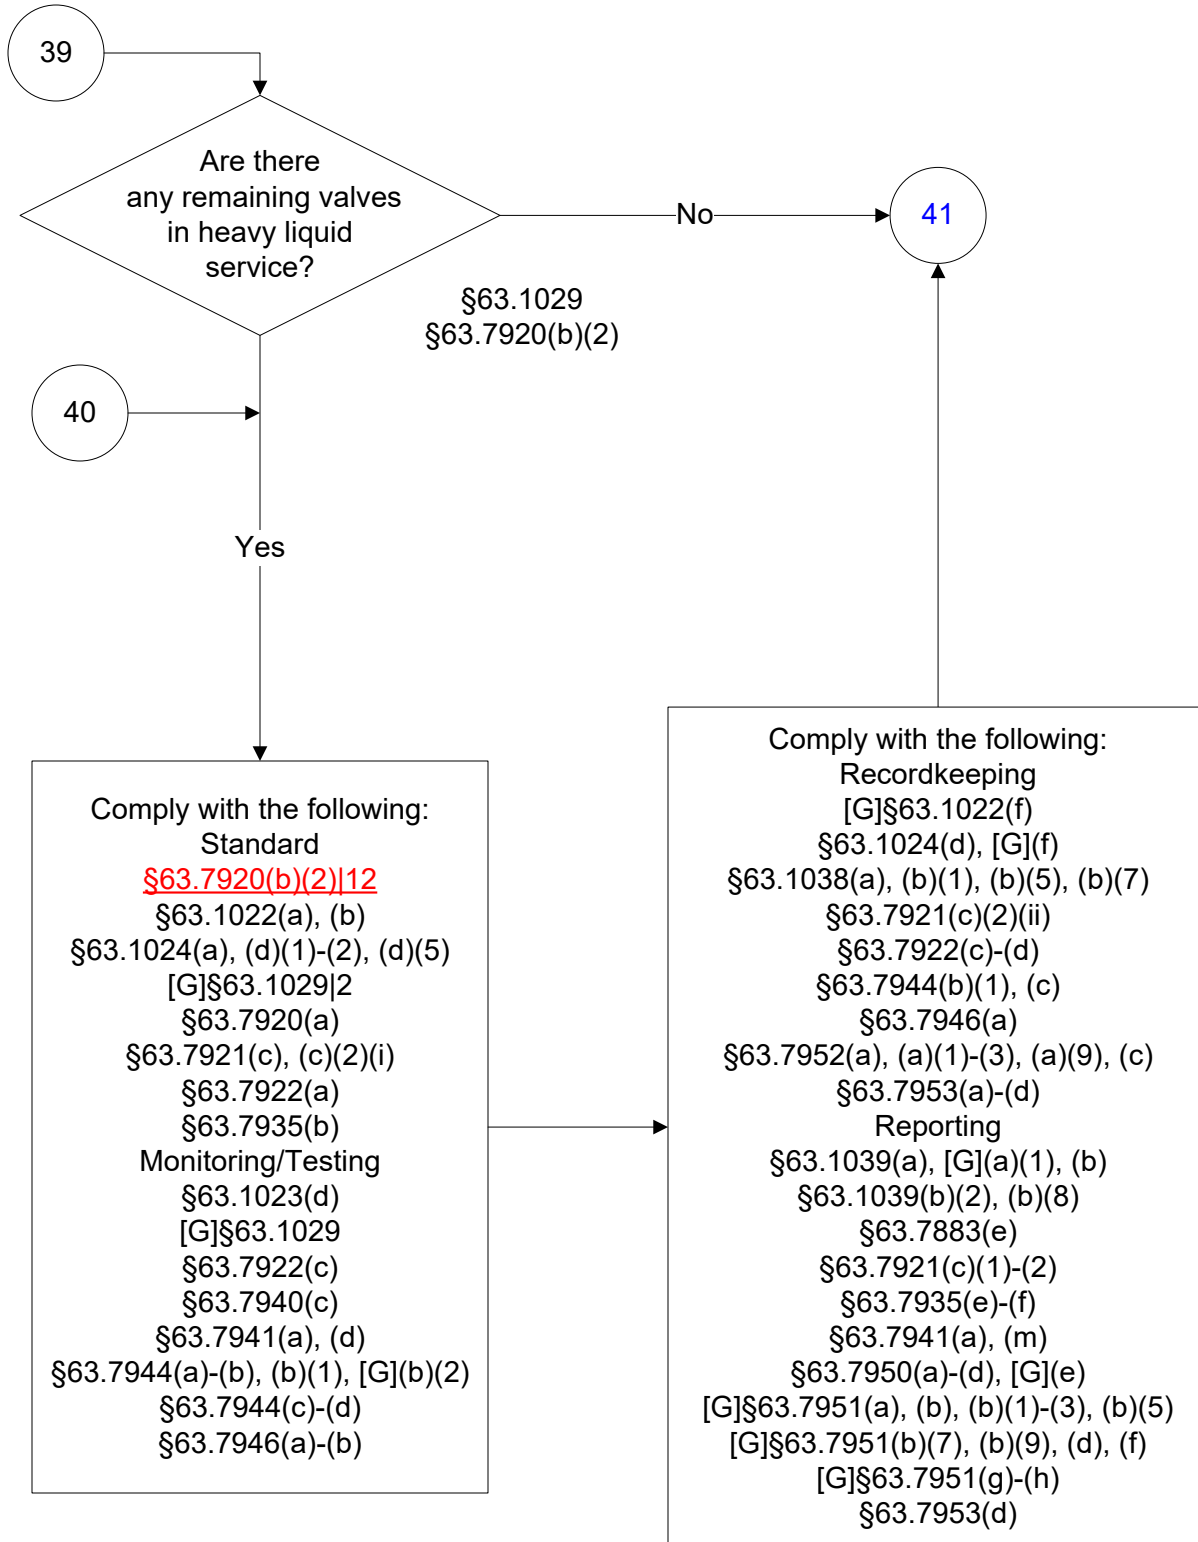 39
Are there
any remaining valves
in heavy liquid
service?
No
41
§63.1029
§63.7920(b)(2)
40
Yes
Comply with the following:
Standard
§63.7920(b)(2)|12
§63.1022(a), (b)
§63.1024(a), (d)(1)-(2), (d)(5)
[G]§63.1029|2
§63.7920(a)
§63.7921(c), (c)(2)(i)
§63.7922(a)
§63.7935(b)
Monitoring/Testing
§63.1023(d)
[G]§63.1029
§63.7922(c)
§63.7940(c)
§63.7941(a), (d)
§63.7944(a)-(b), (b)(1), [G](b)(2)
§63.7944(c)-(d)
§63.7946(a)-(b)
Comply with the following:
Recordkeeping
[G]§63.1022(f)
§63.1024(d), [G](f)
§63.1038(a), (b)(1), (b)(5), (b)(7)
§63.7921(c)(2)(ii)
§63.7922(c)-(d)
§63.7944(b)(1), (c)
§63.7946(a)
§63.7952(a), (a)(1)-(3), (a)(9), (c)
§63.7953(a)-(d)
Reporting
§63.1039(a), [G](a)(1), (b)
§63.1039(b)(2), (b)(8)
§63.7883(e)
§63.7921(c)(1)-(2)
§63.7935(e)-(f)
§63.7941(a), (m)
§63.7950(a)-(d), [G](e)
[G]§63.7951(a), (b), (b)(1)-(3), (b)(5)
[G]§63.7951(b)(7), (b)(9), (d), (f)
[G]§63.7951(g)-(h)
§63.7953(d)